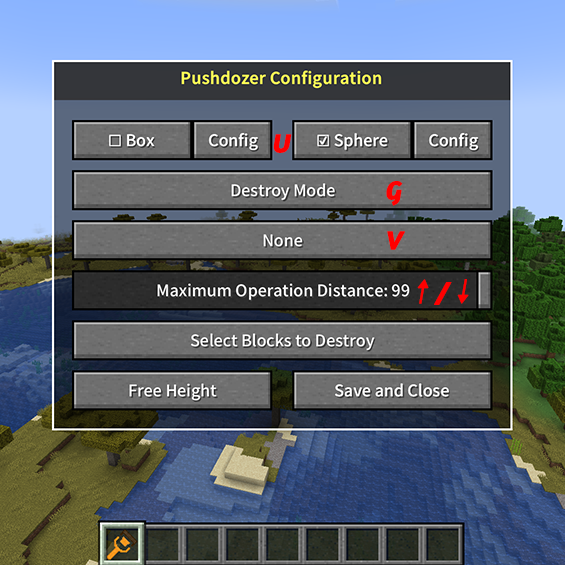 Pushdozer Configuration
☐ Box Config U ☑ Sphere Config
Destroy Mode G
None V
Maximum Operation Distance: 99 ↑/↓
Select Blocks to Destroy
Free Height Save and Close